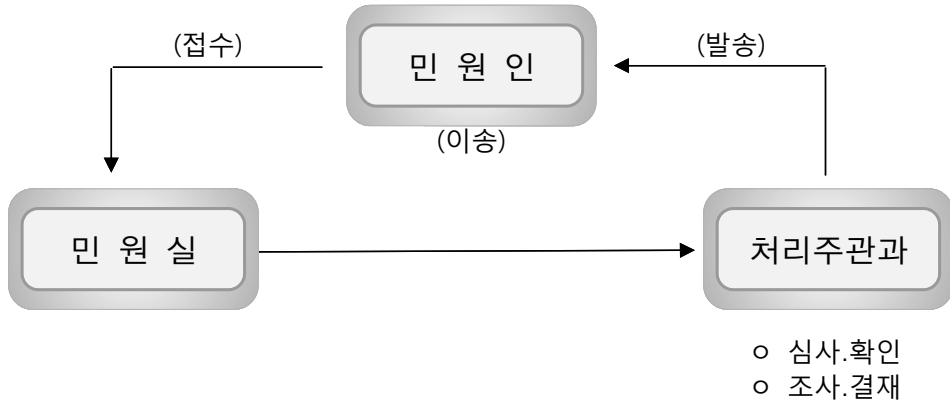 (접수)
민 원 인
(발송)
(이송)
민 원 실
처리주관과
ㅇ 심사.확인
ㅇ 조사.결재